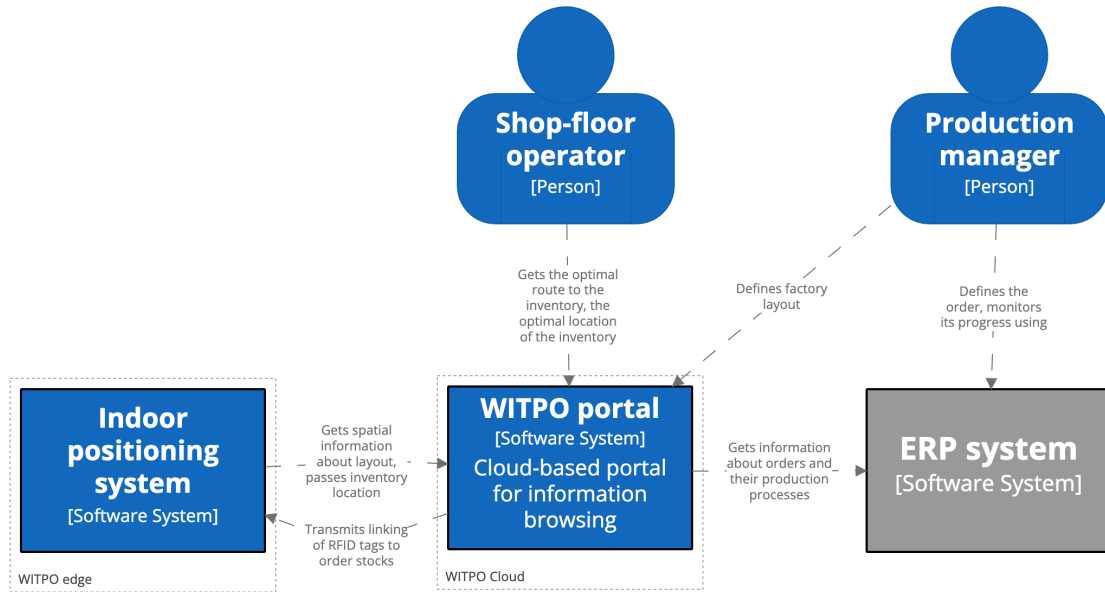 Shop-floor
operator
[Person]
Production
manager
[Person]
Gets the optimal
route to the
inventory, the
optimal location
of the inventory
Defines factory
layout
Defines the
order, monitors
its progress using
Indoor
positioning
system
[Software System]
WITPO edge
Gets spatial
information
about layout,
passes inventory
location
Transmits linking
of RFID tags to
order stocks
WITPO portal
[Software System]
Cloud-based portal
for information
browsing
WITPO Cloud
Gets information
about orders and
their production
processes
ERP system
[Software System]